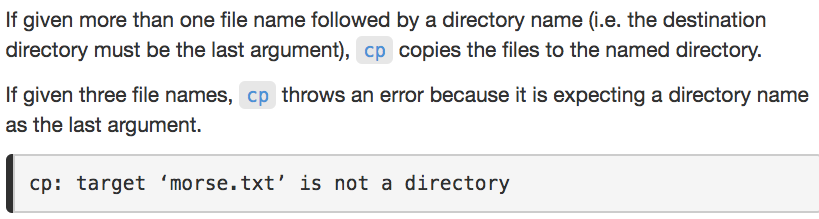 If given more than one file name followed by a directory name (i.e. the destination
directory must be the last argument), cp copies the files to the named directory.
If given three file names, cp throws an error because it is expecting a directory name
as the last argument.
cp: target ‘morse.txt’ is not a directory